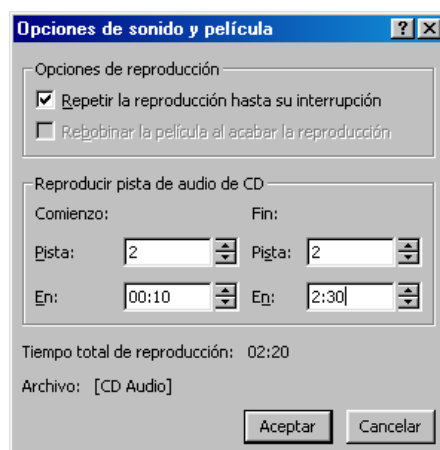 Opciones de sonido y película
Opciones de reproducción
Repetir la reproducción hasta su interrupción
Rebobinar la película al acabar la reproducción
Reproducir pista de audio de CD
Comienzo: Fin:
Pista: 2 Pista: 2
En: 00:10 En: 2:30
Tiempo total de reproducción: 02:20
Archivo: [CD Audio]
Aceptar Cancelar